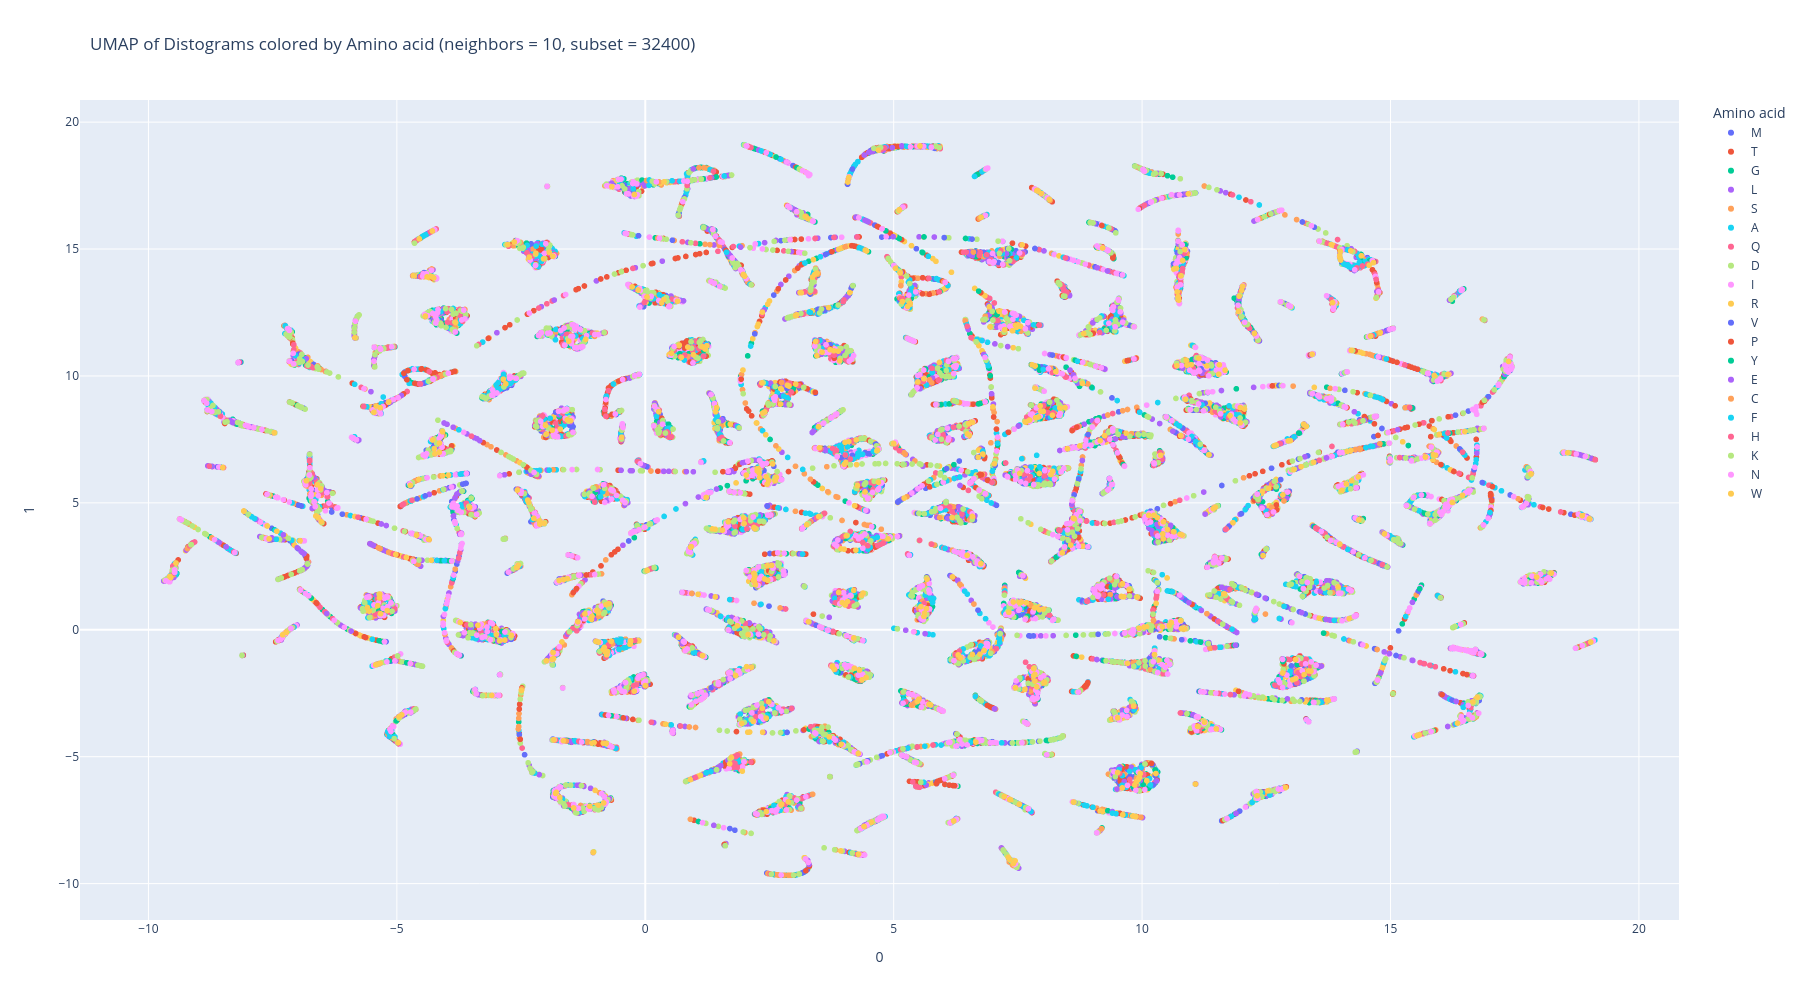 UMAP of Distograms colored by Amino acid (neighbors = 10, subset = 32400)
Amino acid
M
T
G
L
S
A
Q
D
I
R
V
P
Y
E
C
F
H
K
N
W
20
15
10
5
0
−5
−10
1
−10
−5
0
5
10
15
20
0